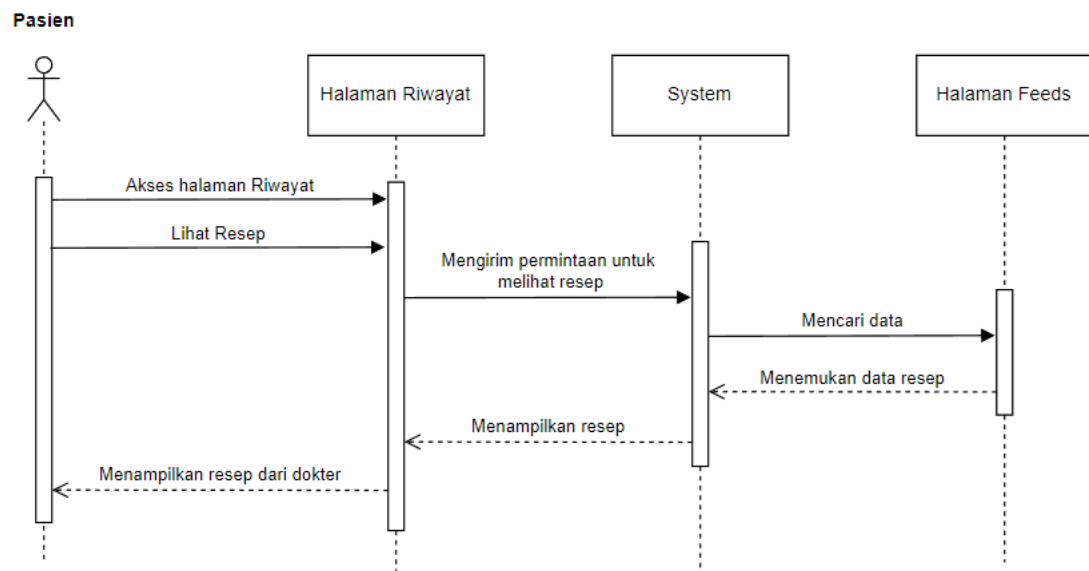 Pasien
Halaman Riwayat
System
Halaman Feeds
Akses halaman Riwayat
Lihat Resep
Mengirim permintaan untuk
melihat resep
Mencari data
Menemukan data resep
Menampilkan resep
Menampilkan resep dari dokter